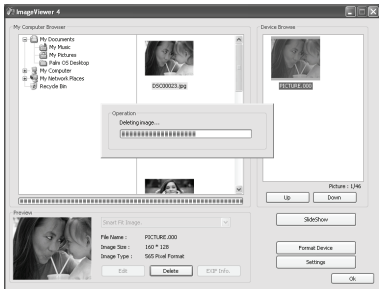 ImageViewer 4
My Computer Browser
Device Browse
My Documents
My Music
My Pictures
Palm OS Desktop
My Computer
My Network Places
Recycle Bin
DSC00023.jpg
PICTURE.000
Operation
Deleting image...
Picture : 1/46
Up
Down
Preview
Smart Fit Image.
File Name : PICTURE.000
Image Size : 160 * 128
Image Type : 565 Pixel Format
Edit
Delete
EXIF Info.
SlideShow
Format Device
Settings
Ok